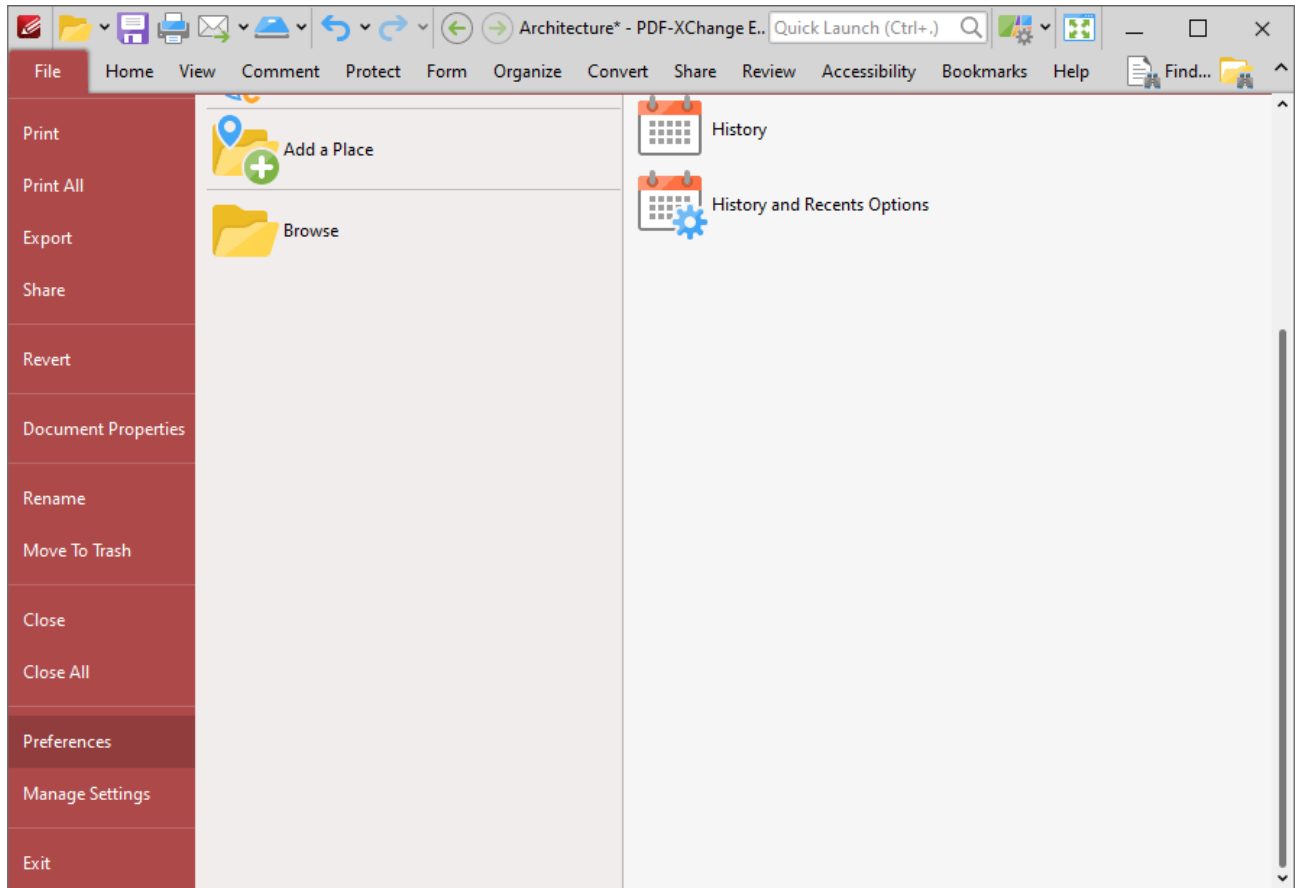 Architecture* - PDF-XChange E.. Quick Launch (Ctrl+.)
File Home View Comment Protect Form Organize Convert Share Review Accessibility Bookmarks Help Find...
Print
Print All
Export
Share
Revert
Document Properties
Rename
Move To Trash
Close
Close All
Preferences
Manage Settings
Exit
Add a Place
Browse
History
History and Recents Options